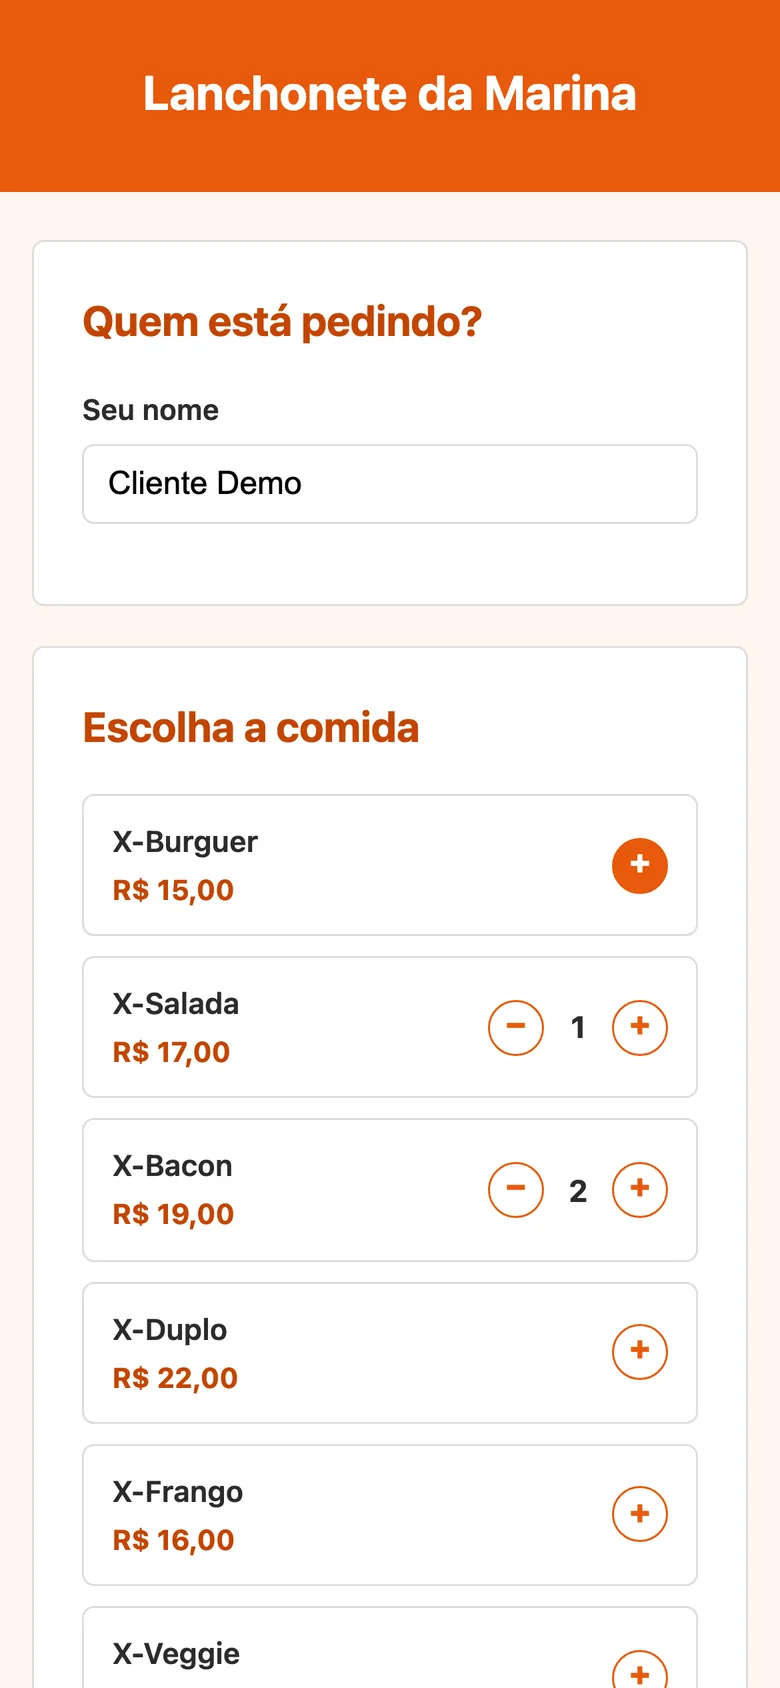 Lanchonete da Marina
Quem está pedindo?
Seu nome
Cliente Demo
Escolha a comida
X-Burguer
R$ 15,00
+
X-Salada
R$ 17,00
− 1 +
X-Bacon
R$ 19,00
− 2 +
X-Duplo
R$ 22,00
+
X-Frango
R$ 16,00
+
X-Veggie
+